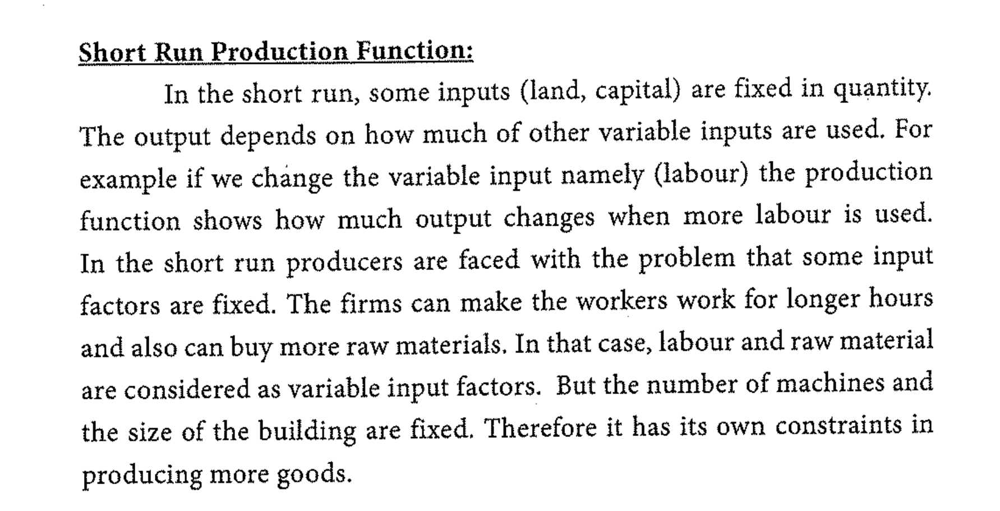 Short Run Production Function:
In the short run, some inputs (land, capital) are fixed in quantity.
The output depends on how much of other variable inputs are used. For
example if we change the variable input namely (labour) the production
function shows how much output changes when more labour is used.
In the short run producers are faced with the problem that some input
factors are fixed. The firms can make the workers work for longer hours
and also can buy more raw materials. In that case, labour and raw material
are considered as variable input factors. But the number of machines and
the size of the building are fixed. Therefore it has its own constraints in
producing more goods.